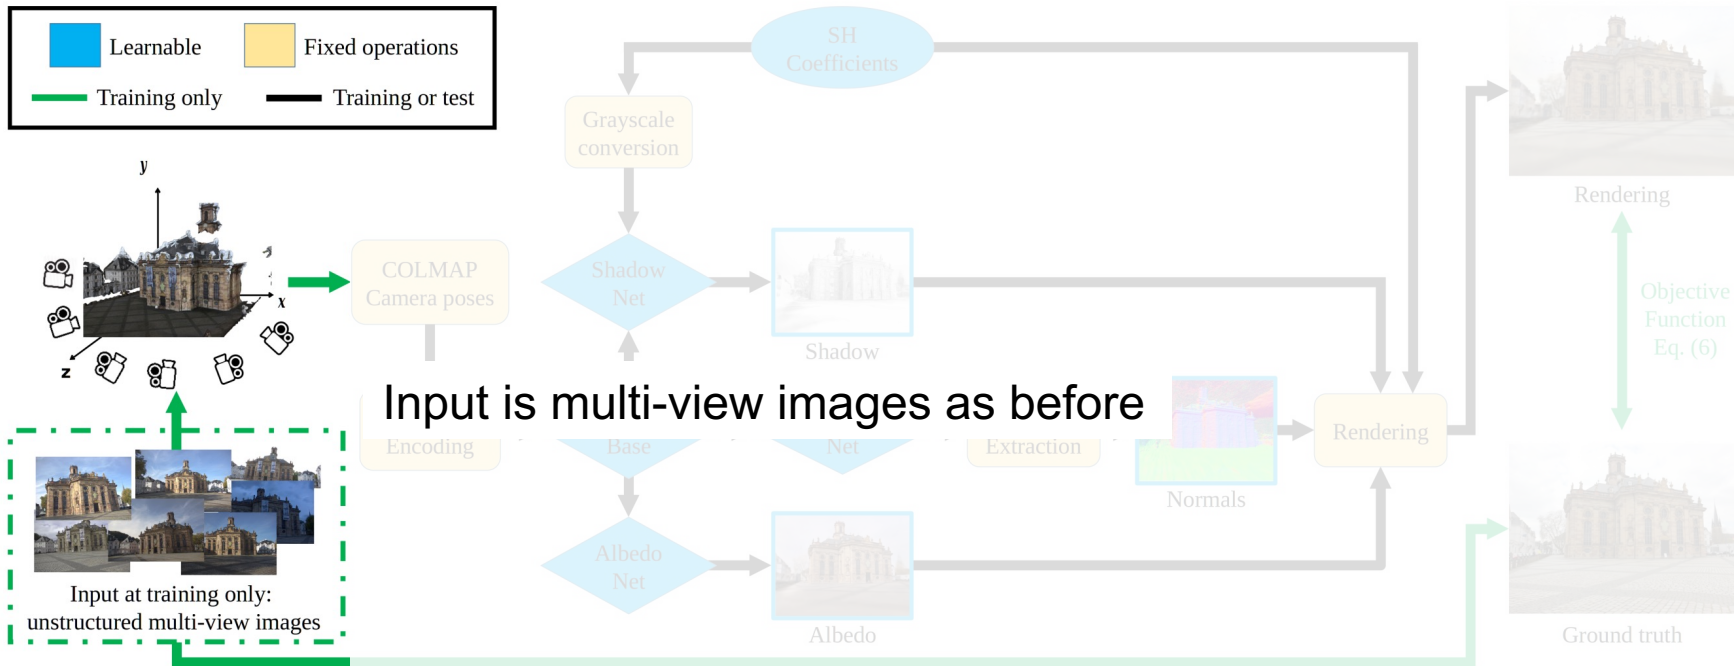 Learnable
Fixed operations
Training only
Training or test
SH
Coefficients
Grayscale
conversion
y
x
z
COLMAP
Camera poses
Shadow
Net
Shadow
Rendering
Objective
Function
Eq. (6)
Input is multi-view images as before
Encoding
Base
Net
Extraction
Normals
Rendering
Albedo
Net
Albedo
Input at training only:
unstructured multi-view images
Ground truth